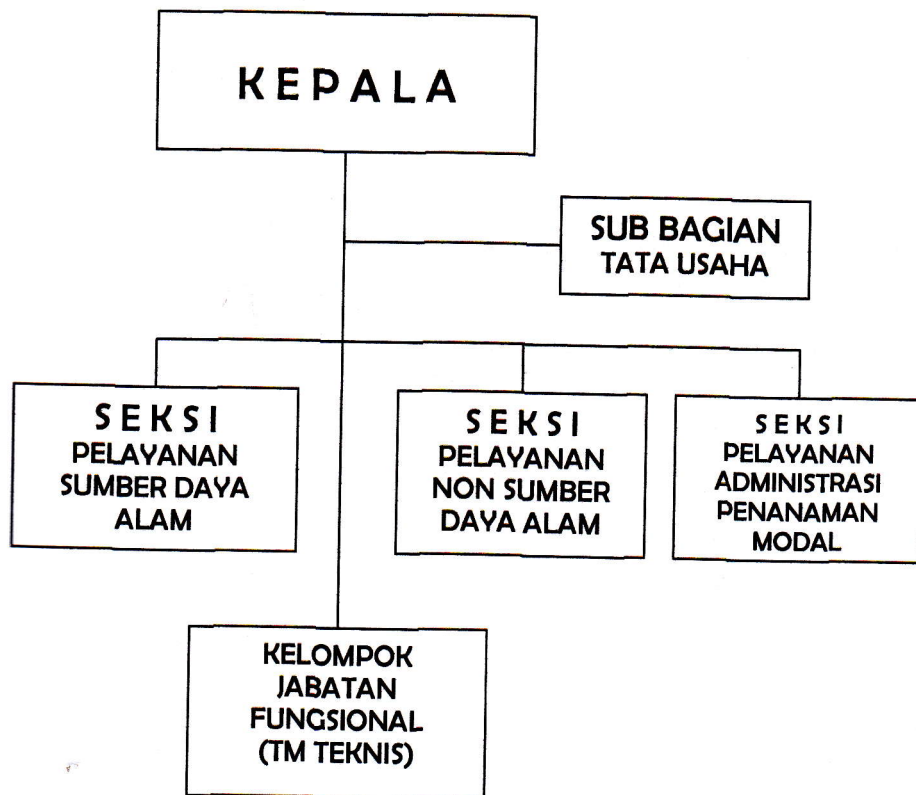 KEPALA
SUB BAGIAN
TATA USAHA
SEKSI
PELAYANAN
SUMBER DAYA
ALAM
SEKSI
PELAYANAN
NON SUMBER
DAYA ALAM
SEKSI
PELAYANAN
ADMINISTRASI
PENANAMAN
MODAL
KELOMPOK
JABATAN
FUNGSIONAL
(TM TEKNIS)